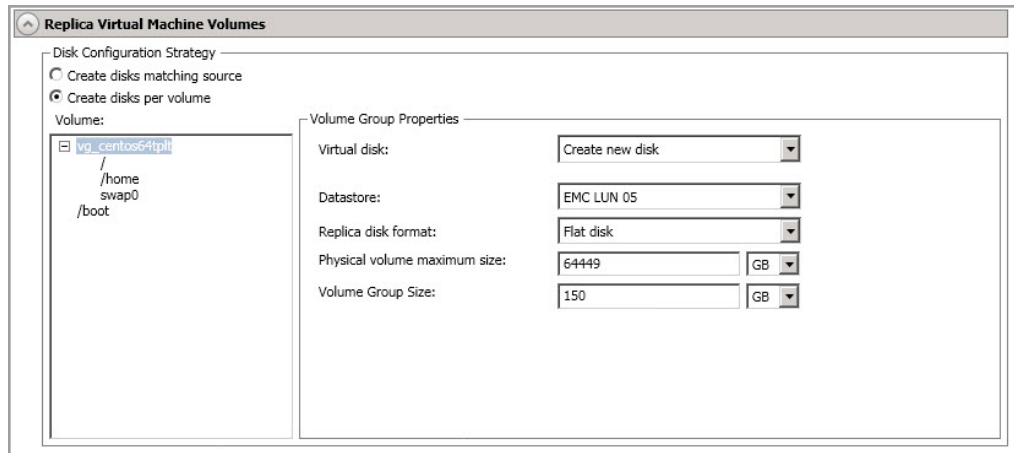 Replica Virtual Machine Volumes
Disk Configuration Strategy
Create disks matching source
Create disks per volume
Volume:
vg_centos64tplt
/
/home
swap0
/boot
Volume Group Properties
Virtual disk: Create new disk
Datastore: EMC LUN 05
Replica disk format: Flat disk
Physical volume maximum size: 64449 GB
Volume Group Size: 150 GB